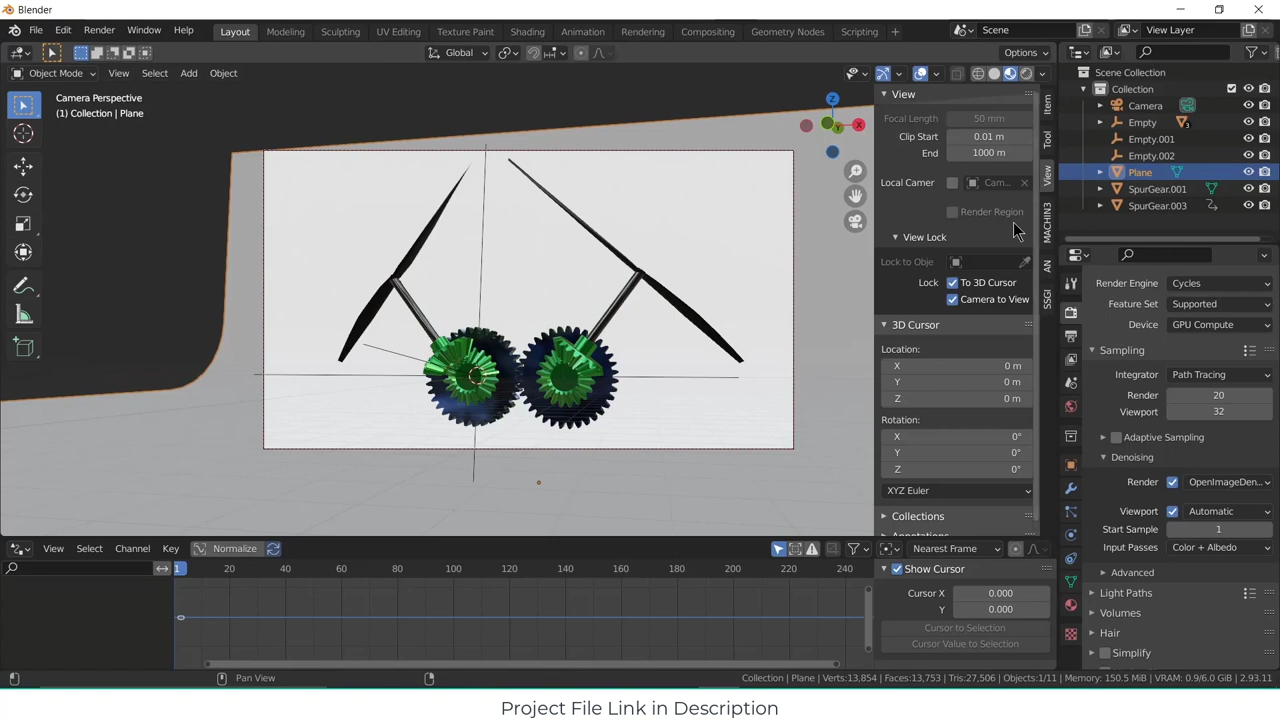 Blender
File Edit Render Window Help Layout Modeling Sculpting UV Editing Texture Paint Shading Animation Rendering Compositing Geometry Nodes Scripting + Scene View Layer
Global Options
Object Mode View Select Add Object
Camera Perspective
(1) Collection | Plane
Z
X
Y
View
Focal Length 50 mm
Clip Start 0.01 m
End 1000 m
Local Camer Cam...
Render Region
View Lock
Lock to Obje
Lock To 3D Cursor
Camera to View
3D Cursor
Location:
X 0 m
Y 0 m
Z 0 m
Rotation:
X 0°
Y 0°
Z 0°
XYZ Euler
Collections
Item
Tool
View
MACHIN3
AN
SSGI
Scene Collection
Collection
Camera
Empty 3
Empty.001
Empty.002
Plane
SpurGear.001
SpurGear.003
Render Engine Cycles
Feature Set Supported
Device GPU Compute
Sampling
Integrator Path Tracing
Render 20
Viewport 32
Adaptive Sampling
Denoising
Render OpenImageDen...
Viewport Automatic
Start Sample 1
Input Passes Color + Albedo
Advanced
Light Paths
Volumes
Hair
Simplify
View Select Channel Key Normalize Nearest Frame
1 20 40 60 80 100 120 140 160 180 200 220 240
Show Cursor
Cursor X 0.000
Y 0.000
Cursor to Selection
Cursor Value to Selection
Pan View
Collection | Plane | Verts:13,854 | Faces:13,753 | Tris:27,506 | Objects:1/11 | Memory: 150.5 MiB | VRAM: 0.9/6.0 GiB | 2.93.11
Project File Link in Description